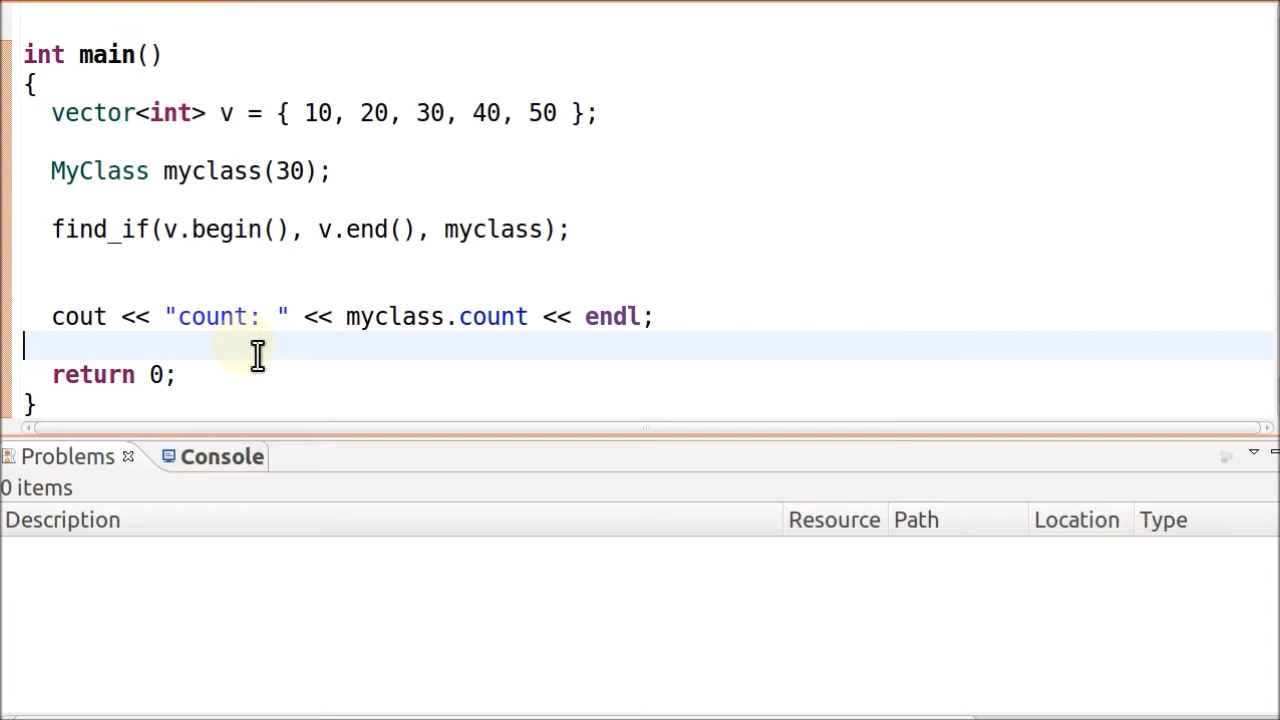 int main()
{
vector<int> v = { 10, 20, 30, 40, 50 };
MyClass myclass(30);
find_if(v.begin(), v.end(), myclass);
cout << "count: " << myclass.count << endl;
return 0;
}
Problems Console
0 items
Description Resource Path Location Type